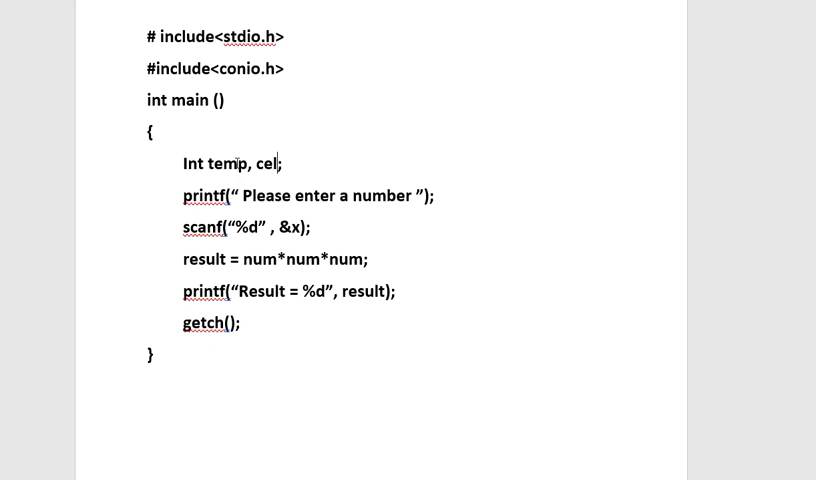 # include<stdio.h>
#include<conio.h>
int main ()
{
Int temp, cel;
printf(“ Please enter a number ”);
scanf(“%d” , &x);
result = num*num*num;
printf(“Result = %d”, result);
getch();
}